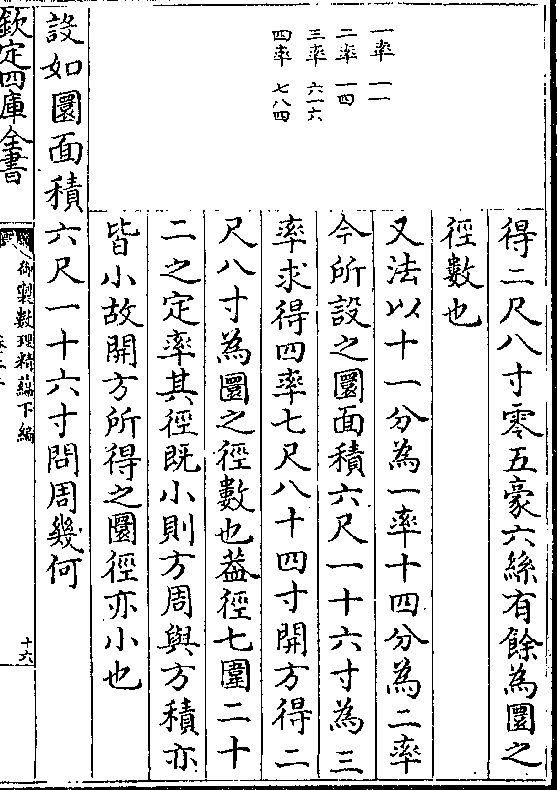 得二尺八寸零五豪六絲有餘為圜之
徑數也
又法以十一分為一率十四分為二率
今所設之圜面積六尺一十六寸為三
率求得四率七尺八十四寸開方得二
尺八寸為圜之徑數也葢徑七圍二十
二之定率其徑既小則方周與方積亦
皆小故開方所得之圜徑亦小也
一率 一一
二率 一四
三率 六一六
四率 七八四
設如圜面積六尺一十六寸問周幾何
欽定四庫全書
御製數理精藴下編
十六